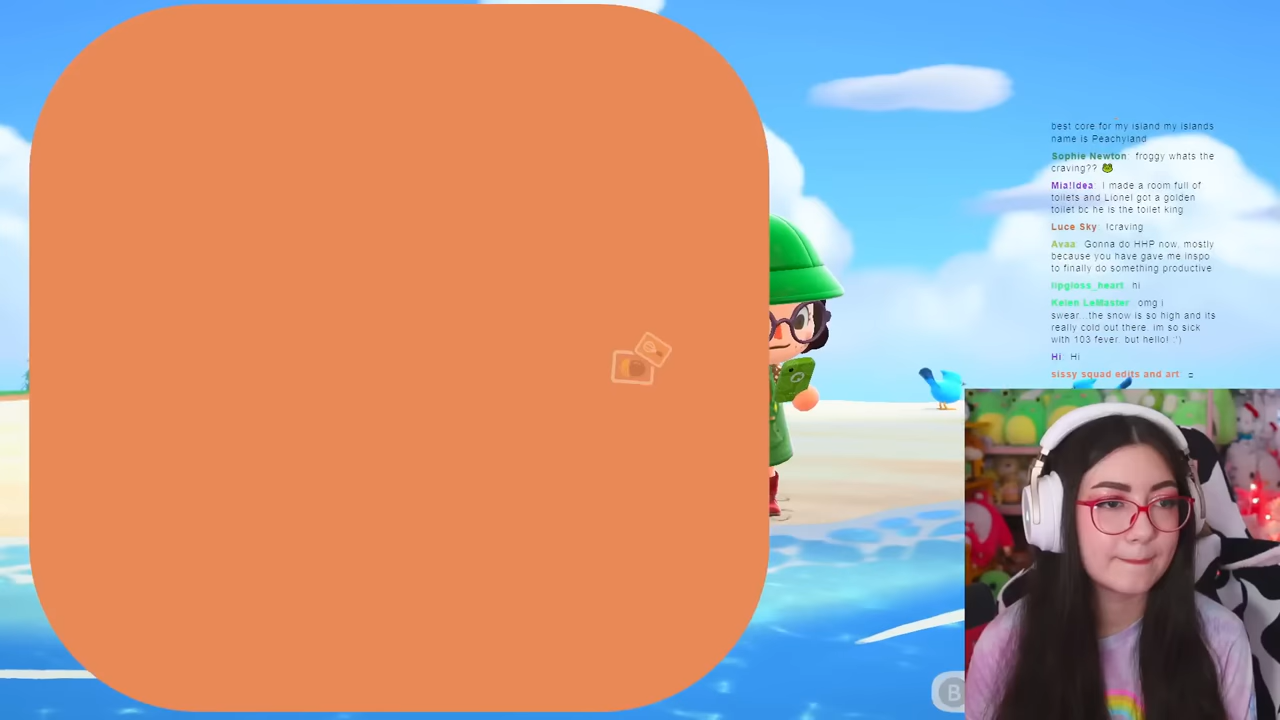 best core for my island my islands
name is Peachyland
Sophie Newton: froggy whats the
craving?? 🐸
Mia!Idea: I made a room full of
toilets and Lionel got a golden
toilet bc he is the toilet king
Luce Sky: !craving
Avaa: Gonna do HHP now, mostly
because you have gave me inspo
to finally do something productive
lipgloss_heart: hi
Kelen LeMaster: omg i
swear...the snow is so high and its
really cold out there. im so sick
with 103 fever. but hello! :')
Hi: Hi
sissy squad edits and art:
B